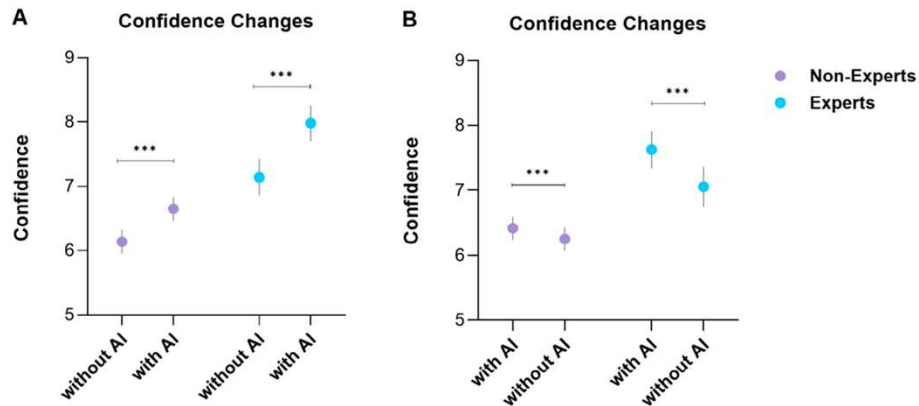 A
Confidence Changes
Confidence
9
8
7
6
5
***
***
without AI
with AI
without AI
with AI
B
Confidence Changes
Confidence
9
8
7
6
5
***
***
with AI
without AI
with AI
without AI
Non-Experts
Experts